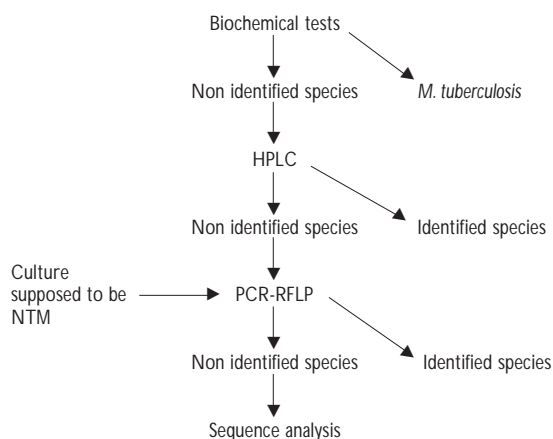 Biochemical tests
Non identified species
M. tuberculosis
HPLC
Non identified species
Identified species
Culture
supposed to be
NTM
PCR-RFLP
Non identified species
Identified species
Sequence analysis